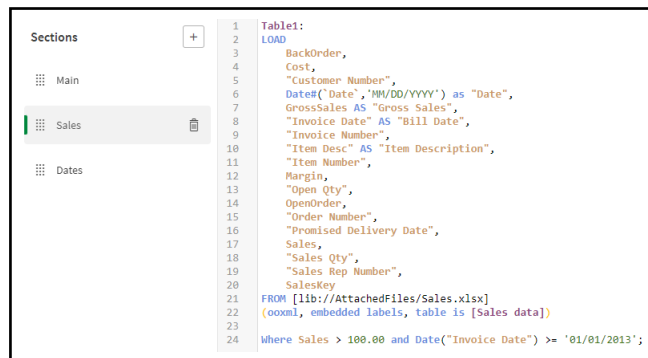 Sections
+
Main
Sales
Dates
1 Table1:
2 LOAD
3 BackOrder,
4 Cost,
5 "Customer Number",
6 Date#(`Date`,'MM/DD/YYYY') as "Date",
7 GrossSales AS "Gross Sales",
8 "Invoice Date" AS "Bill Date",
9 "Invoice Number",
10 "Item Desc" AS "Item Description",
11 "Item Number",
12 Margin,
13 "Open Qty",
14 OpenOrder,
15 "Order Number",
16 "Promised Delivery Date",
17 Sales,
18 "Sales Qty",
19 "Sales Rep Number",
20 SalesKey
21 FROM [lib://AttachedFiles/Sales.xlsx]
22 (ooxml, embedded labels, table is [Sales data])
23
24 Where Sales > 100.00 and Date("Invoice Date") >= '01/01/2013';